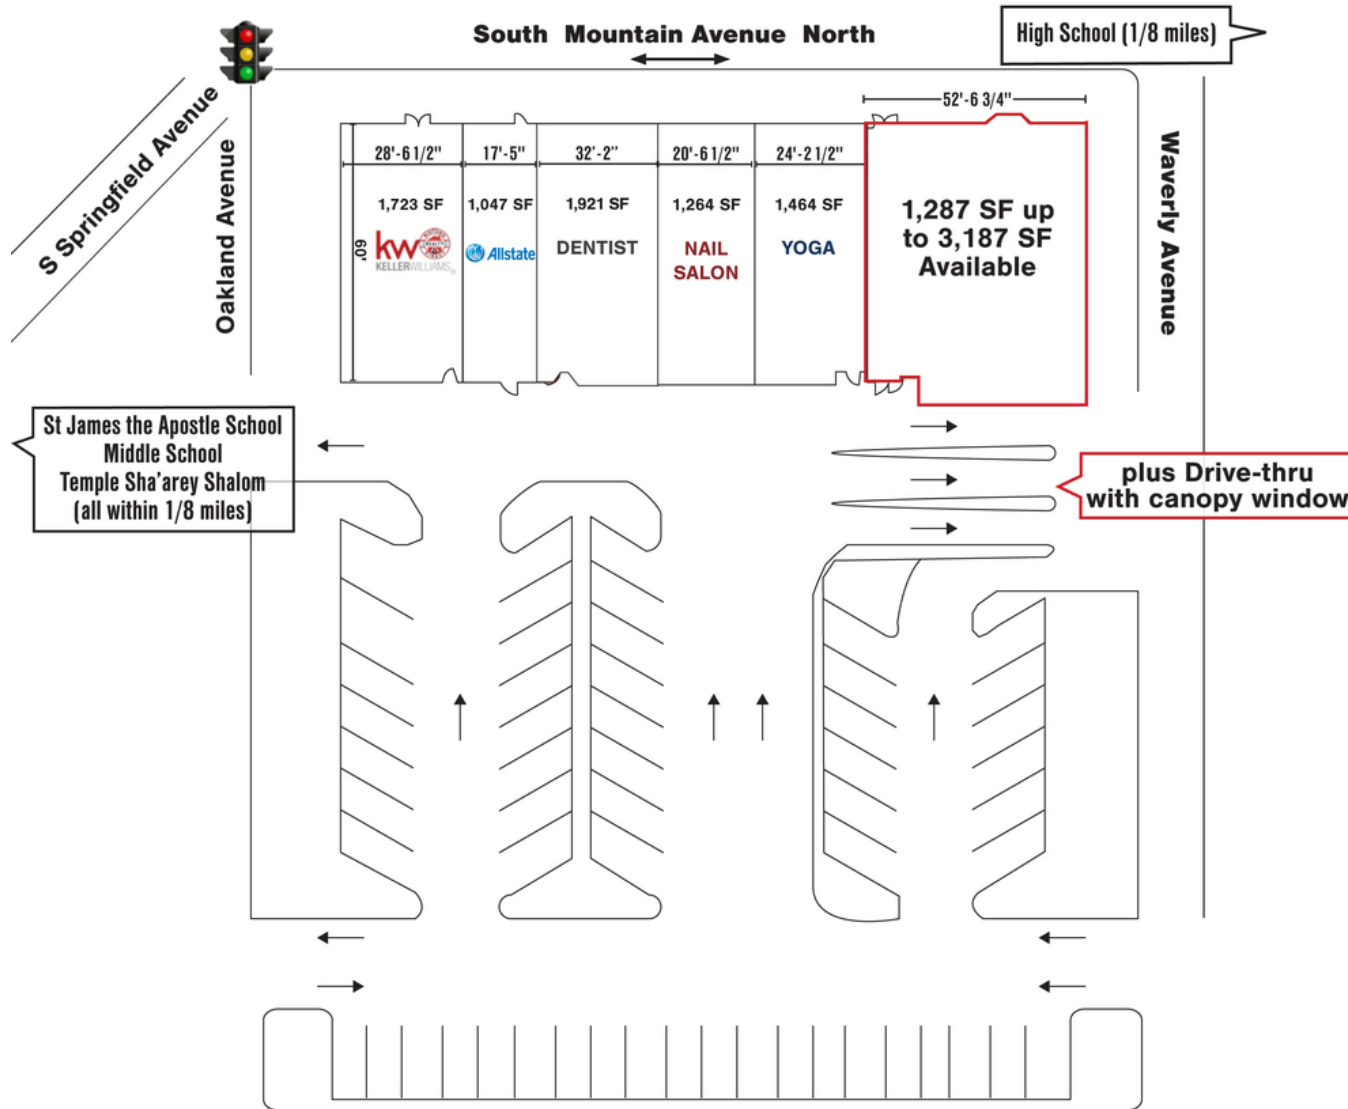 South Mountain Avenue North
High School (1/8 miles)
S Springfield Avenue
Oakland Avenue
Waverly Avenue
52'-6 3/4"
28'-6 1/2"
17'-5"
32'-2"
20'-6 1/2"
24'-2 1/2"
60'
1,723 SF
1,047 SF
1,921 SF
1,264 SF
1,464 SF
kw
REALTY
KELLERWILLIAMS
Allstate
DENTIST
NAIL
SALON
YOGA
1,287 SF up
to 3,187 SF
Available
St James the Apostle School
Middle School
Temple Sha'arey Shalom
(all within 1/8 miles)
plus Drive-thru
with canopy window